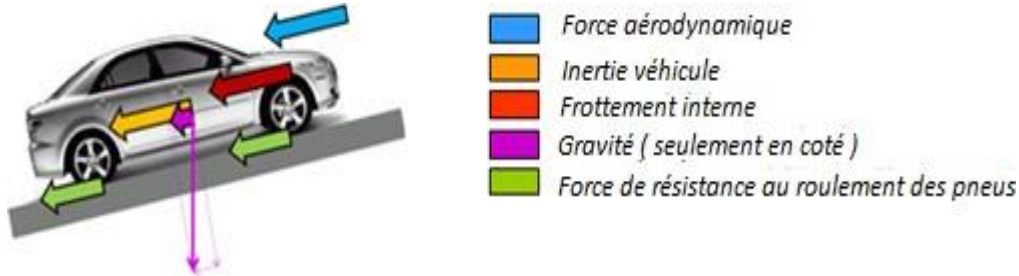 Force aérodynamique
Inertie véhicule
Frottement interne
Gravité ( seulement en coté )
Force de résistance au roulement des pneus